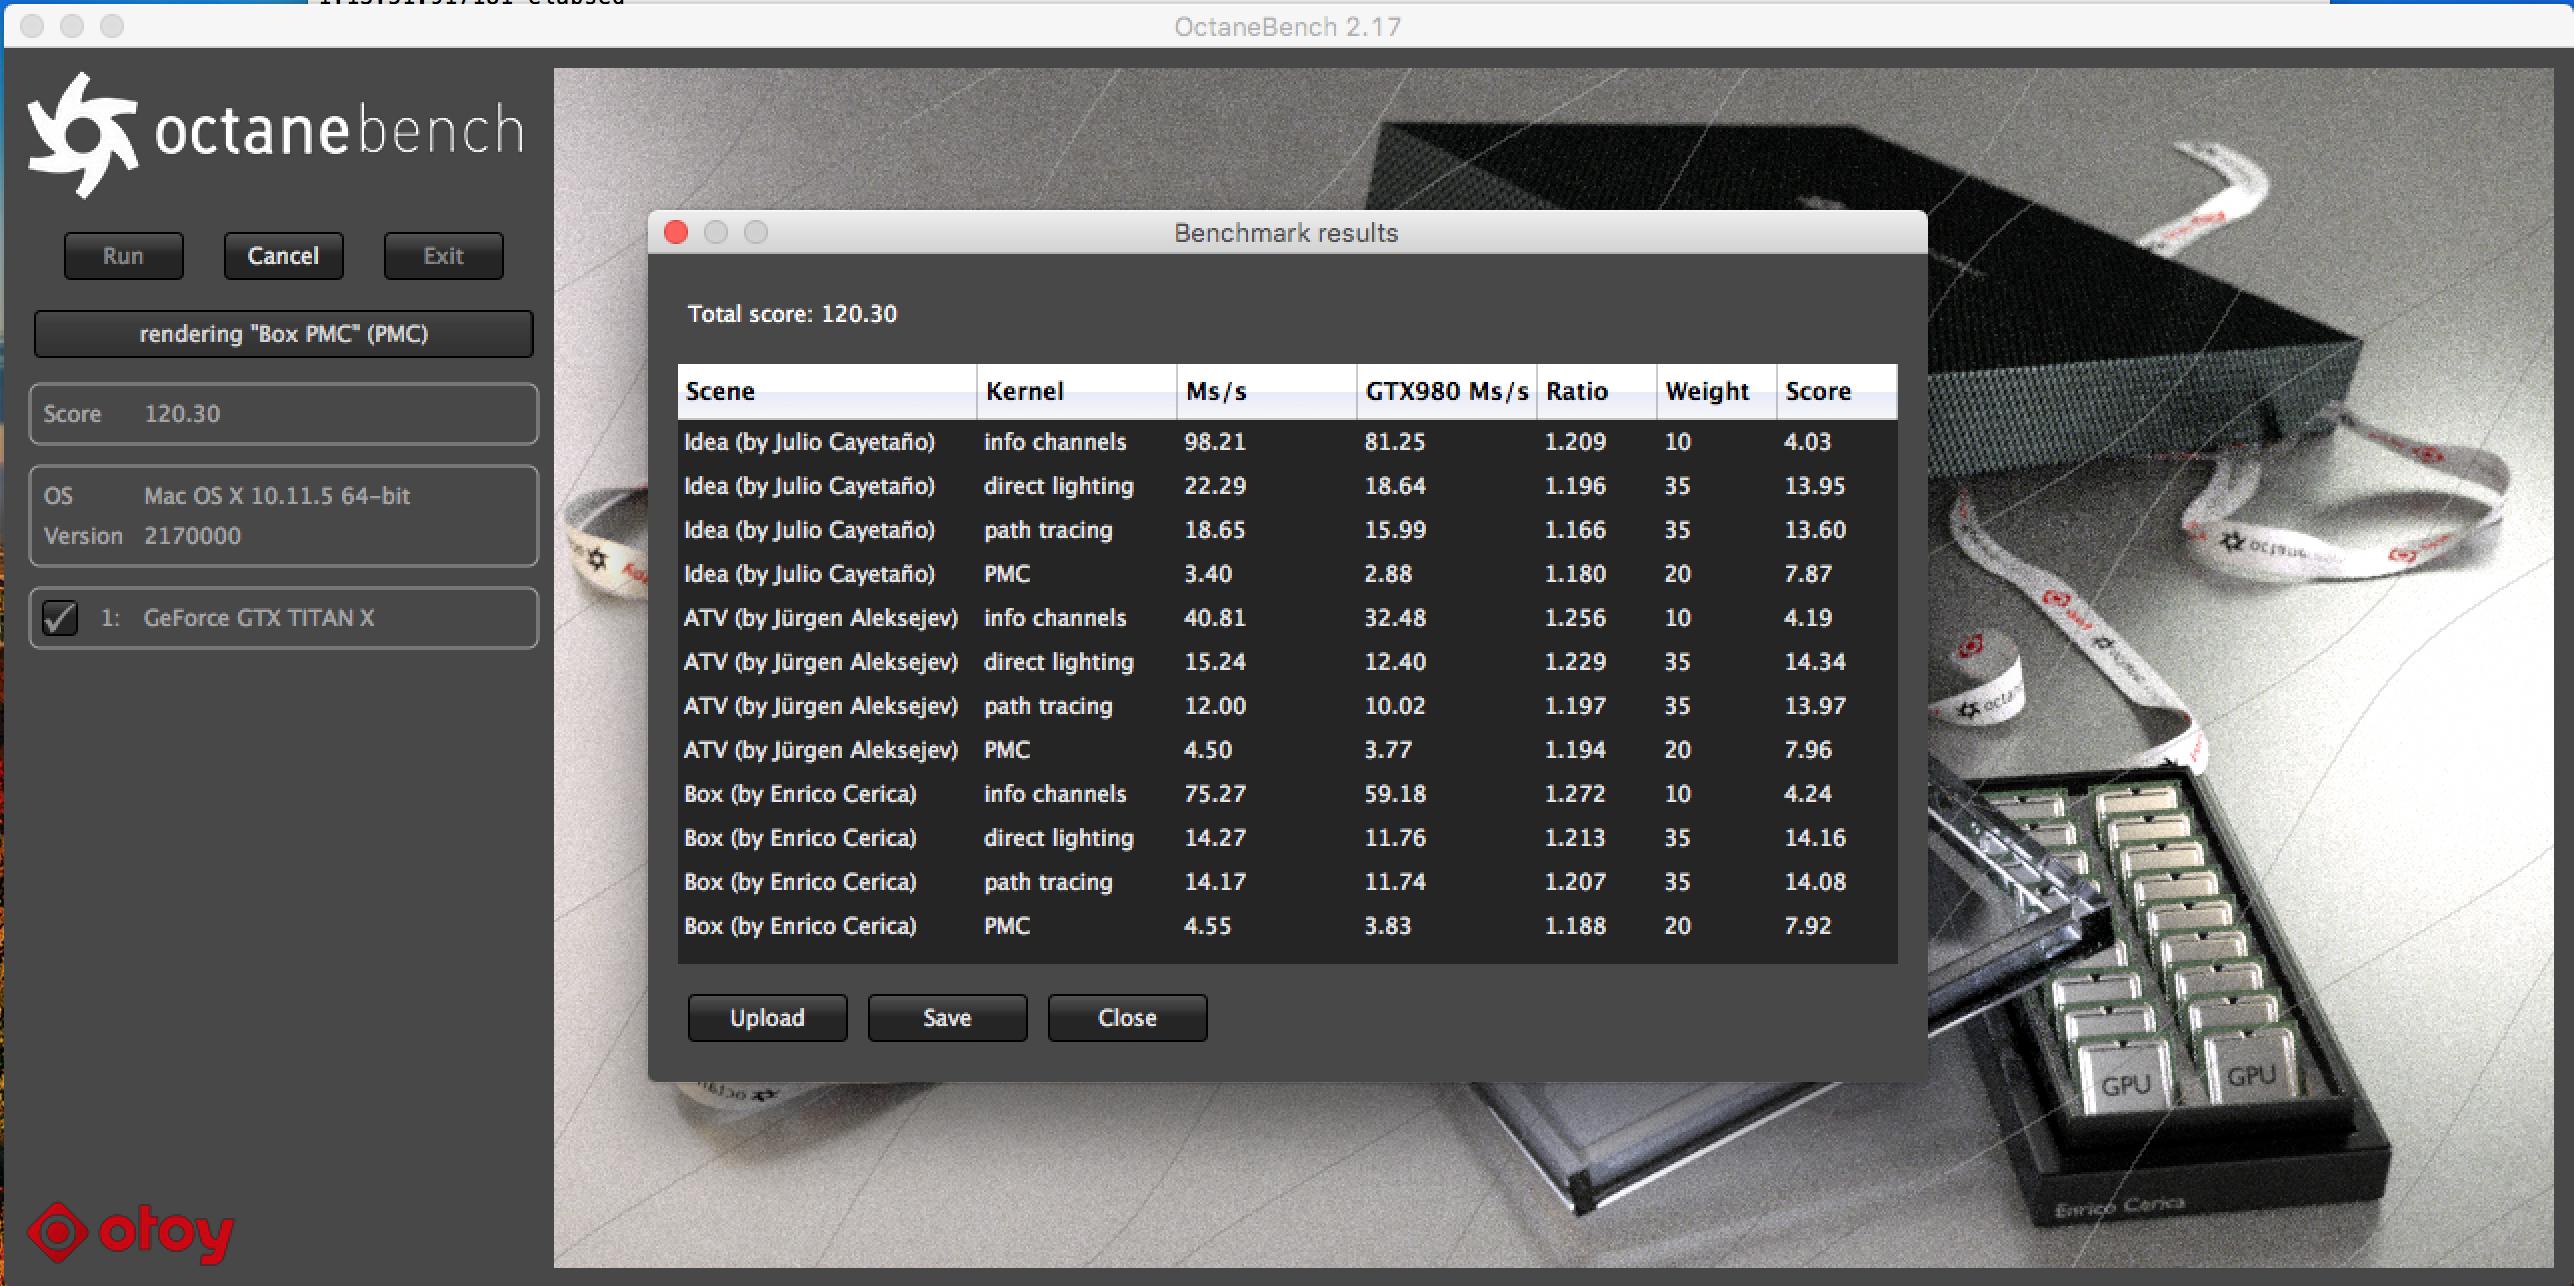 OctaneBench 2.17
octanebench
Run Cancel Exit
rendering "Box PMC" (PMC)
Score 120.30
OS Mac OS X 10.11.5 64-bit
Version 2170000
1: GeForce GTX TITAN X
otoy
Benchmark results
Total score: 120.30
Scene Kernel Ms/s GTX980 Ms/s Ratio Weight Score
Idea (by Julio Cayetaño) info channels 98.21 81.25 1.209 10 4.03
Idea (by Julio Cayetaño) direct lighting 22.29 18.64 1.196 35 13.95
Idea (by Julio Cayetaño) path tracing 18.65 15.99 1.166 35 13.60
Idea (by Julio Cayetaño) PMC 3.40 2.88 1.180 20 7.87
ATV (by Jürgen Aleksejev) info channels 40.81 32.48 1.256 10 4.19
ATV (by Jürgen Aleksejev) direct lighting 15.24 12.40 1.229 35 14.34
ATV (by Jürgen Aleksejev) path tracing 12.00 10.02 1.197 35 13.97
ATV (by Jürgen Aleksejev) PMC 4.50 3.77 1.194 20 7.96
Box (by Enrico Cerica) info channels 75.27 59.18 1.272 10 4.24
Box (by Enrico Cerica) direct lighting 14.27 11.76 1.213 35 14.16
Box (by Enrico Cerica) path tracing 14.17 11.74 1.207 35 14.08
Box (by Enrico Cerica) PMC 4.55 3.83 1.188 20 7.92
Upload Save Close
GPU GPU
Enrico Cerica